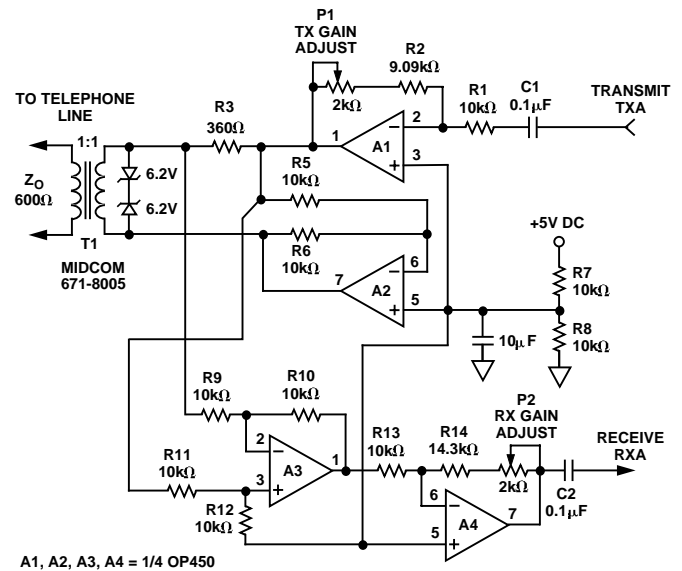 P1
TX GAIN
ADJUST
2kΩ
R2
9.09kΩ
R1
10kΩ
C1
0.1µF
TRANSMIT
TXA
TO TELEPHONE
LINE
1:1
ZO
600Ω
T1
MIDCOM
671-8005
6.2V
6.2V
R3
360Ω
1
2
3
A1
R5
10kΩ
R6
10kΩ
7
6
5
A2
+5V DC
R7
10kΩ
R8
10kΩ
10µF
R9
10kΩ
R10
10kΩ
R11
10kΩ
R12
10kΩ
2
3
1
A3
R13
10kΩ
R14
14.3kΩ
P2
RX GAIN
ADJUST
2kΩ
6
5
7
A4
C2
0.1µF
RECEIVE
RXA
A1, A2, A3, A4 = 1/4 OP450